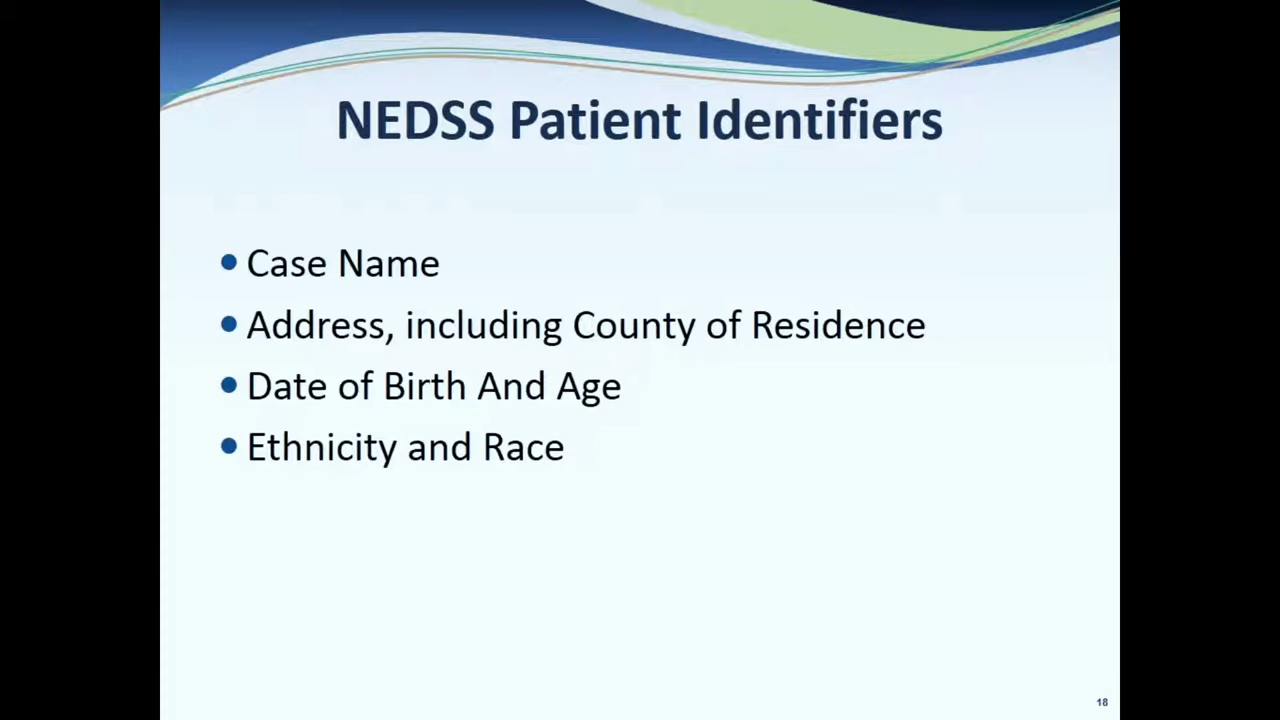 NEDSS Patient Identifiers
• Case Name
• Address, including County of Residence
• Date of Birth And Age
• Ethnicity and Race
18